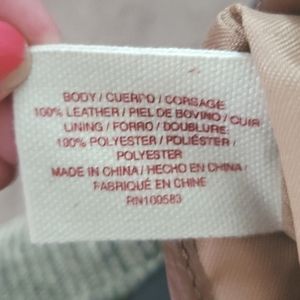 BODY / CUERPO / CORSAGE
100% LEATHER / PIEL DE BOVINO / CUIR
LINING / FORRO / DOUBLURE:
100% POLYESTER / POLIÉSTER /
POLYESTER
MADE IN CHINA / HECHO EN CHINA /
FABRIQUÉ EN CHINE
RN100583